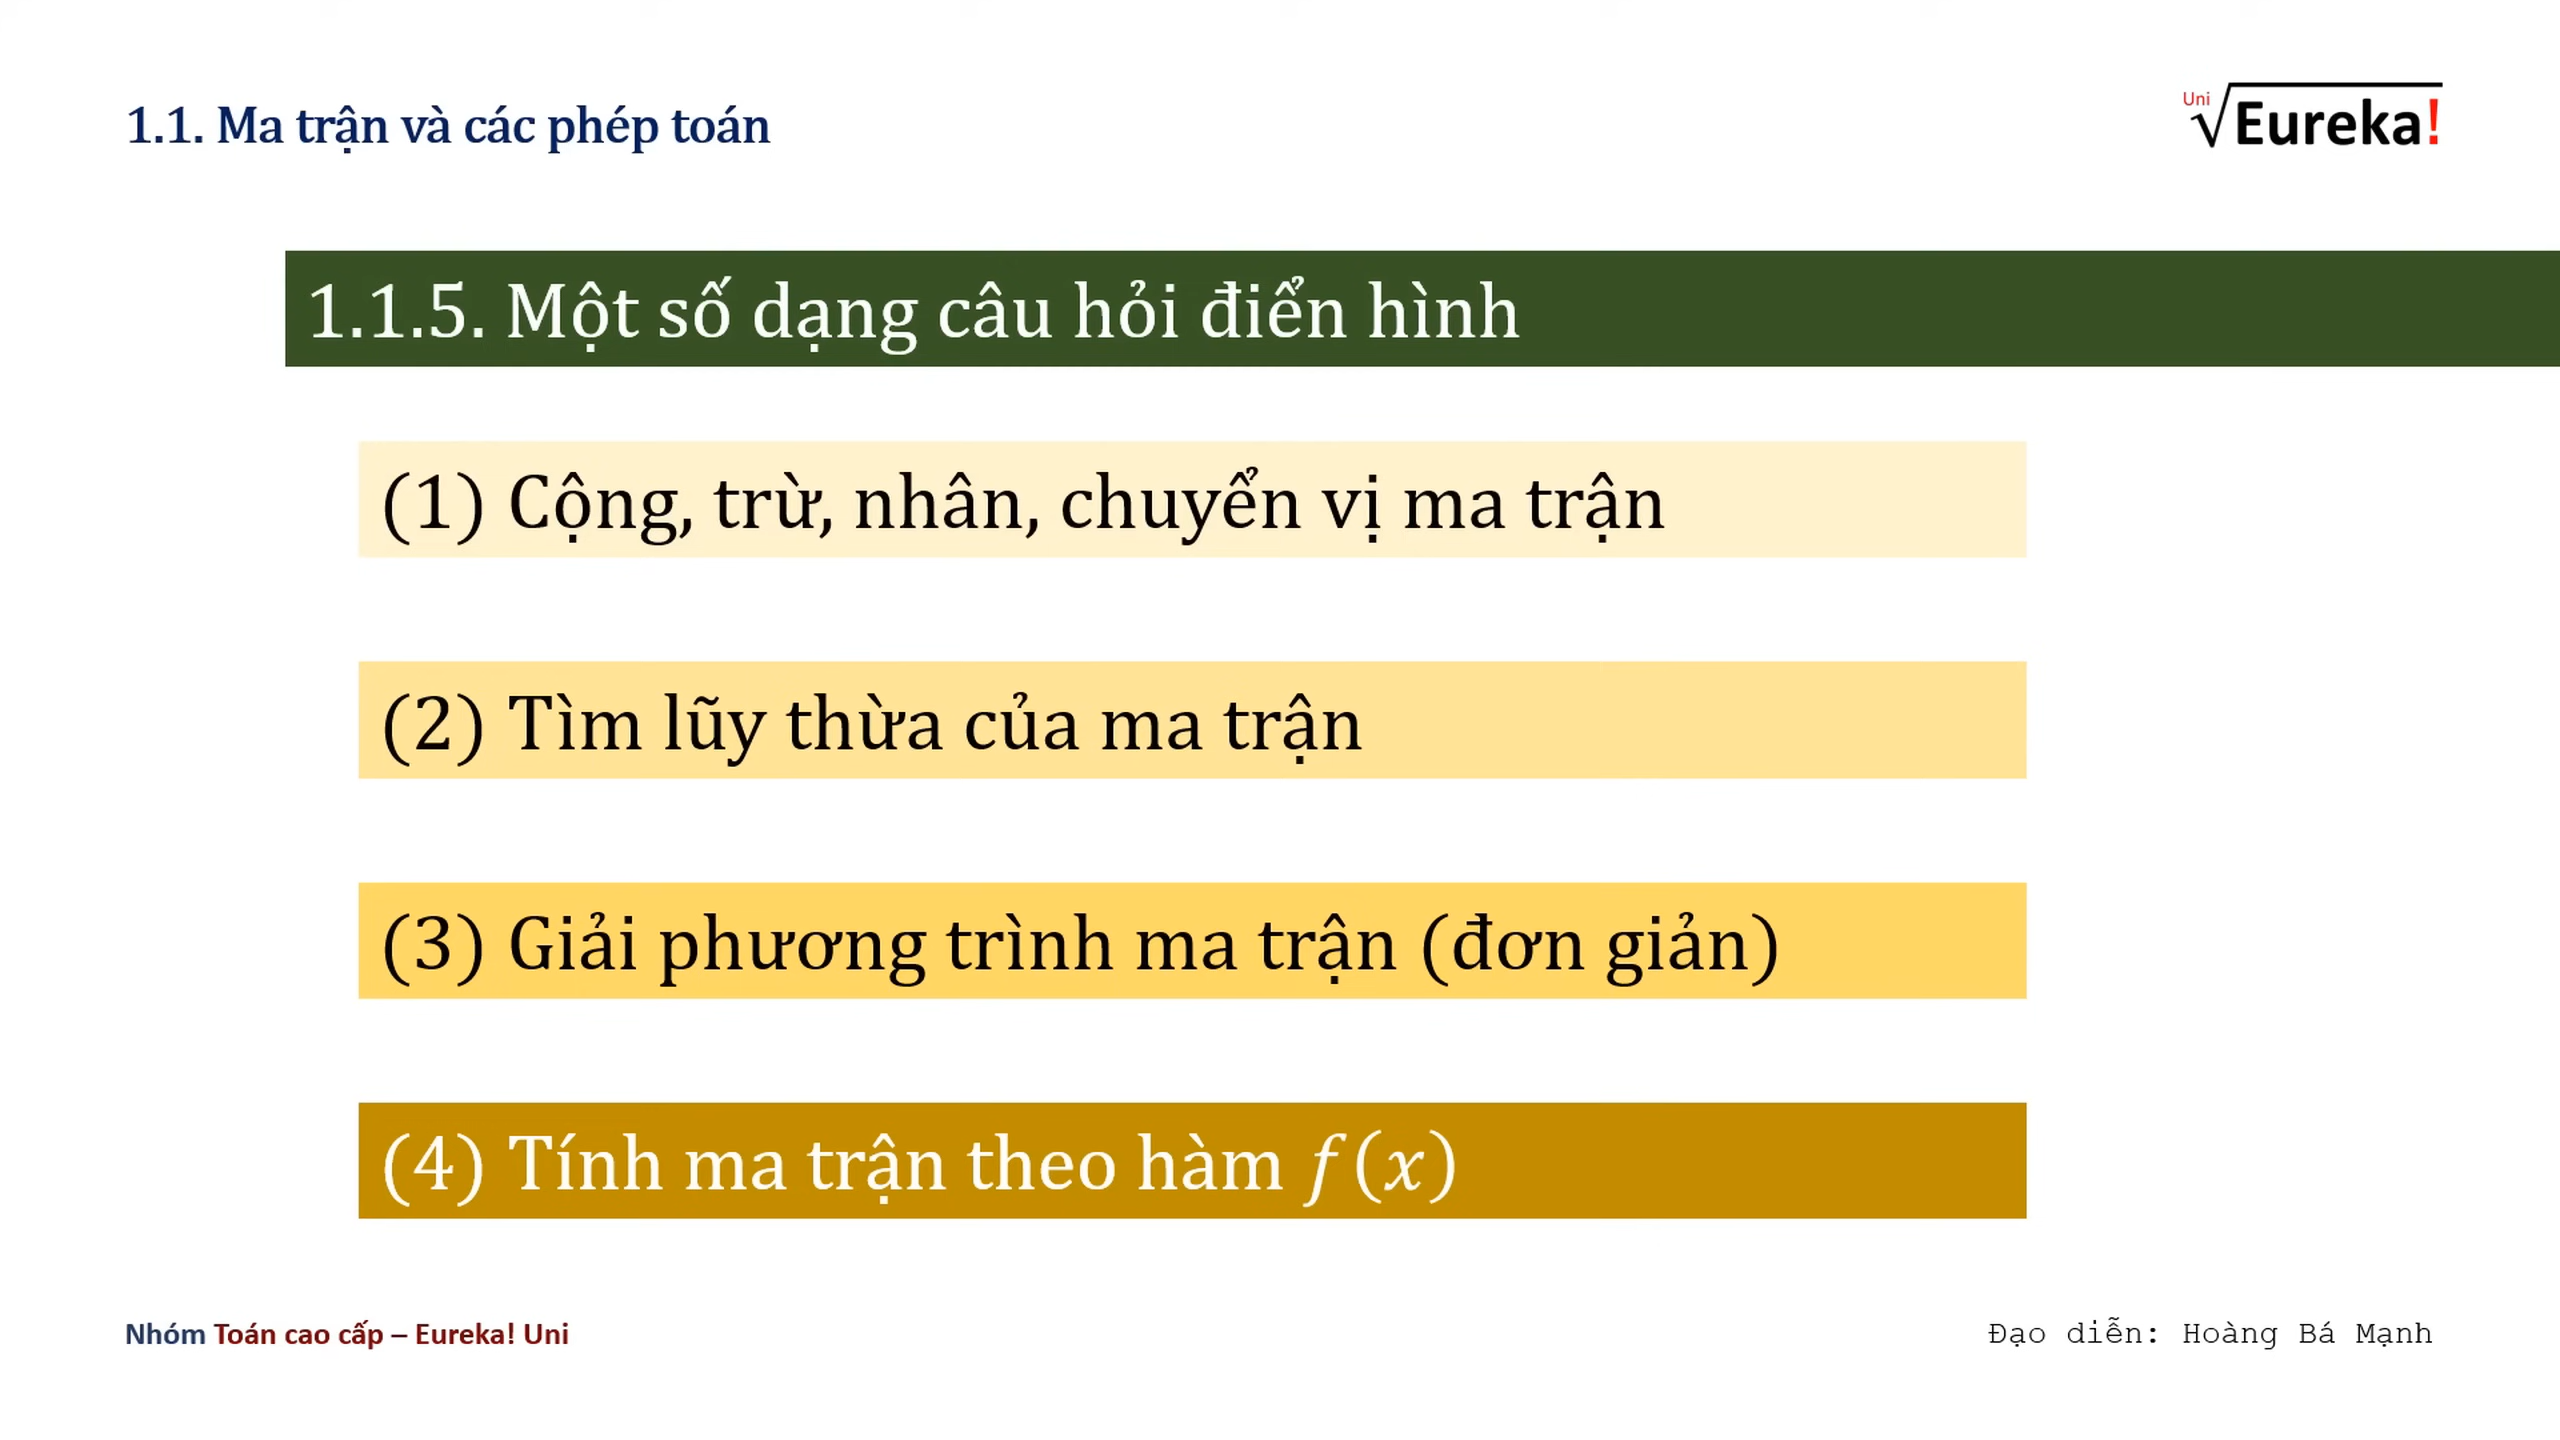 1.1. Ma trận và các phép toán
Uni
√Eureka!
1.1.5. Một số dạng câu hỏi điển hình
(1) Cộng, trừ, nhân, chuyển vị ma trận
(2) Tìm lũy thừa của ma trận
(3) Giải phương trình ma trận (đơn giản)
(4) Tính ma trận theo hàm f(x)
Nhóm Toán cao cấp – Eureka! Uni
Đạo diễn: Hoàng Bá Mạnh